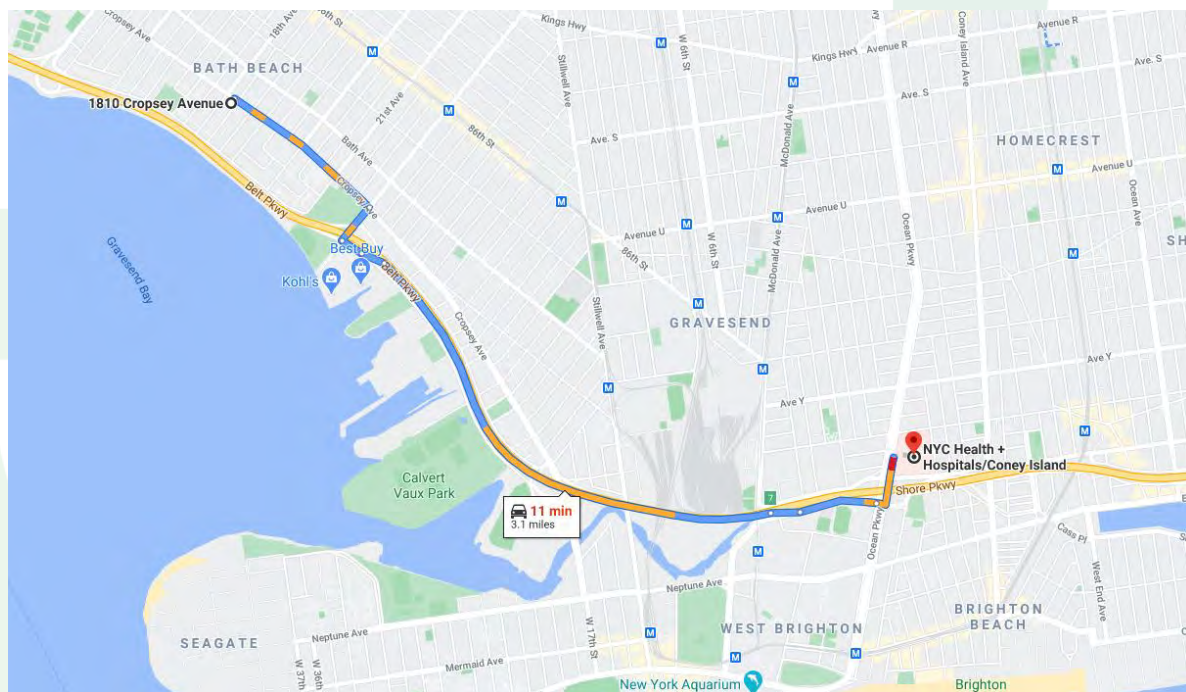 Cropsey Ave
18th Ave
85th St
Kings Hwy
Coney Island
Avenue R
BATH BEACH
W 6th St
Kings Hwy
Avenue R
Stillwell Ave
Ave. S
1810 Cropsey Avenue
21st Ave
Ave. S
McDonald Ave
86th St
Ave. S
HOMECREST
Bath Ave
Avenue U
Ocean Ave
Cropsey Ave
Belt Pkwy
Avenue U
Ocean Pkwy
Avenue U
W 6th St
McDonald Ave
SH
Best Buy
86th St
Gravesend Bay
Kohl's
Belt Pkwy
Stillwell Ave
Cropsey Ave
GRAVESEND
Ave Y
Ave Y
NYC Health +
Hospitals/Coney Island
Calvert
Vaux Park
Shore Pkwy
7
11 min
3.1 miles
Ocean Pkwy
Cass Pl
Neptune Ave
West End Ave
BRIGHTON
BEACH
WEST BRIGHTON
Neptune Ave
SEAGATE
W 17th St
W 37th
W 36th
Mermaid Ave
New York Aquarium
Brighton